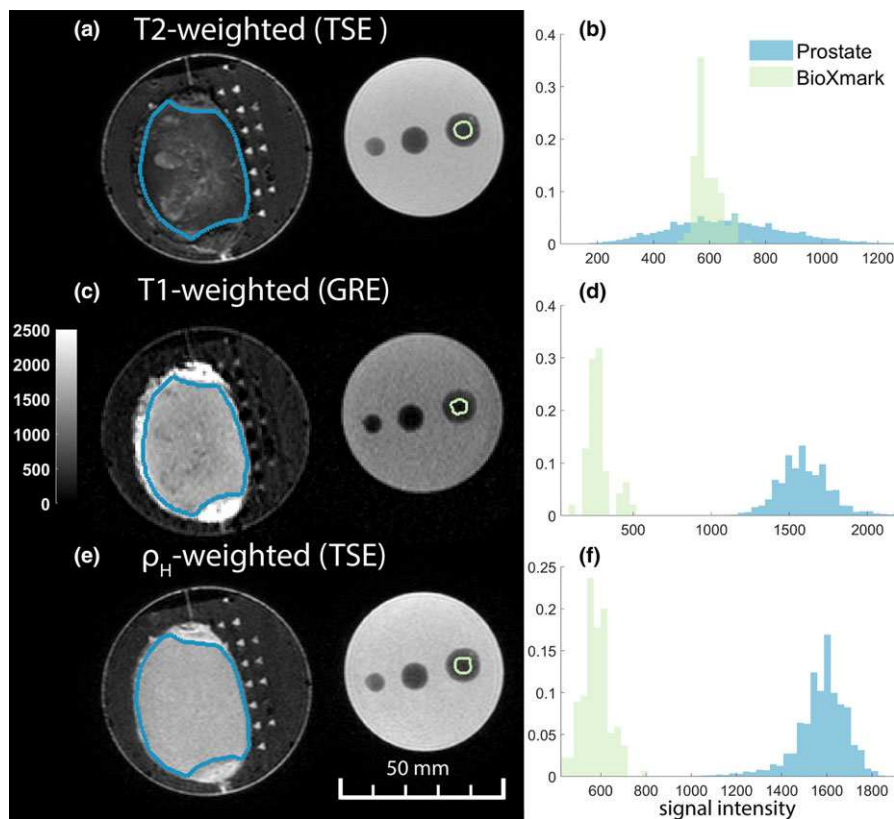 (a) T2-weighted (TSE )
(b)
Prostate
BioXmark
0.4
0.3
0.2
0.1
0
200 400 600 800 1000 1200
(c) T1-weighted (GRE)
2500
2000
1500
1000
500
0
(d)
0.4
0.3
0.2
0.1
0
500 1000 1500 2000
(e) ρH-weighted (TSE)
50 mm
(f)
0.25
0.2
0.15
0.1
0.05
0
600 800 1000 1200 1400 1600 1800
signal intensity